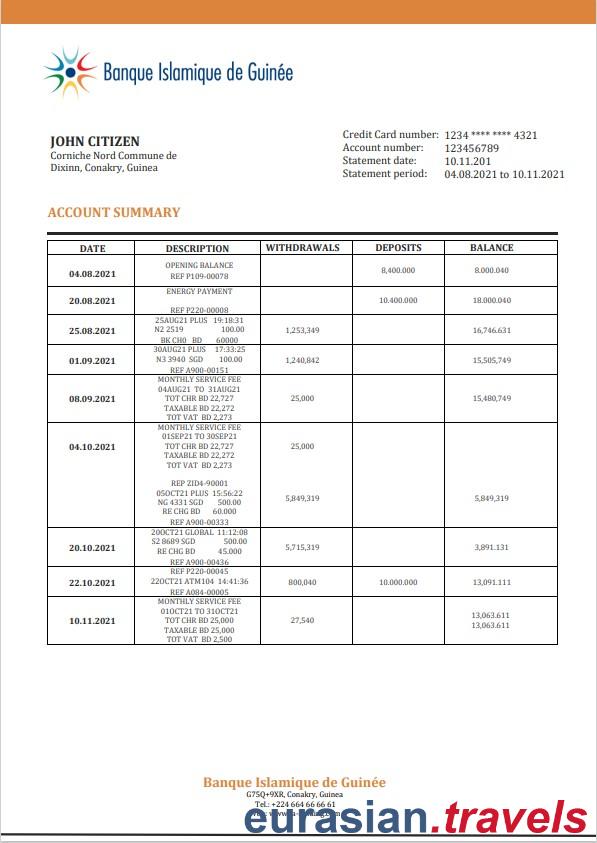 Banque Islamique de Guinée
JOHN CITIZEN
Corniche Nord Commune de
Dixinn, Conakry, Guinea
Credit Card number: 1234 **** **** 4321
Account number: 123456789
Statement date: 10.11.201
Statement period: 04.08.2021 to 10.11.2021
ACCOUNT SUMMARY
DATE DESCRIPTION WITHDRAWALS DEPOSITS BALANCE
04.08.2021 OPENING BALANCE 8,400.000 8.000.040
REF P109-00078
20.08.2021 ENERGY PAYMENT 10.400.000 18.000.040
REF P220-00008
25.08.2021 25AUG21 PLUS 19:18:31 1,253,349 16,746.631
N2 2519 100.00
BK CH0 BD 60000
01.09.2021 30AUG21 PLUS 17:33:25 1,240,842 15,505,749
N3 3940 SGD 100.00
REF A900-00151
08.09.2021 MONTHLY SERVICE FEE 25,000 15,480,749
04AUG21 TO 31AUG21
TOT CHR BD 22,727
TAXABLE BD 22,272
TOT VAT BD 2,273
04.10.2021 MONTHLY SERVICE FEE 25,000
01SEP21 TO 30SEP21
TOT CHR BD 22,727
TAXABLE BD 22,272
TOT VAT BD 2,273
REP ZID4-90001
05OCT21 PLUS 15:56:22 5,849,319 5,849,319
NG 4331 SGD 500.00
RE CHG BD 60.000
REF A900-00333
20.10.2021 20OCT21 GLOBAL 11:12:08 5,715,319 3,891.131
S2 8689 SGD 500.00
RE CHG BD 45.000
REF A900-00436
22.10.2021 REF P220-00045 800,040 10.000.000 13,091.111
22OCT21 ATM104 14:41:36
REF A084-00005
10.11.2021 MONTHLY SERVICE FEE 27,540 13,063.611
01OCT21 TO 31OCT21 13,063.611
TOT CHR BD 25,000
TAXABLE BD 25,000
TOT VAT BD 2,500
Banque Islamique de Guinée
G75Q+9XR, Conakry, Guinea
Tel.: +224 664 66 66 61
eurasian.travels